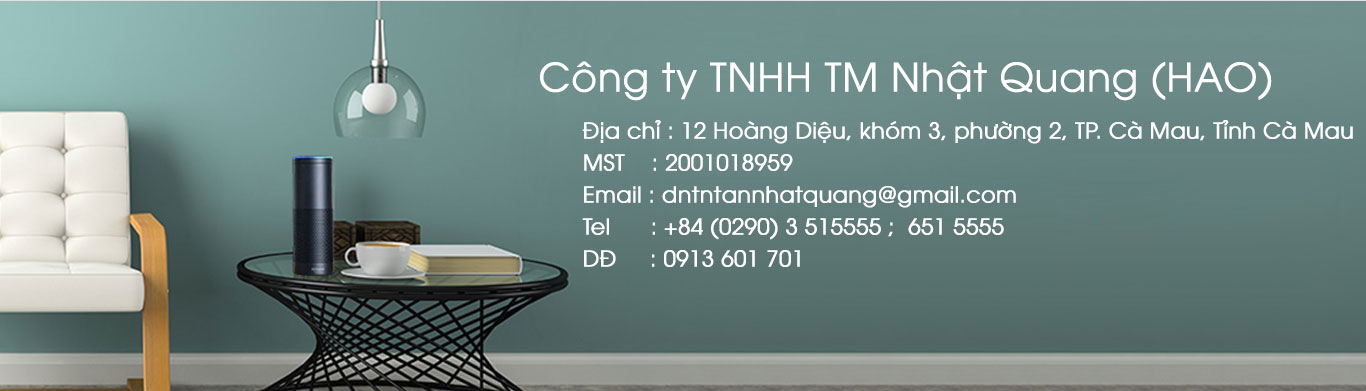 Công ty TNHH TM Nhật Quang (HAO)
Địa chỉ : 12 Hoàng Diệu, khóm 3, phường 2, TP. Cà Mau, Tỉnh Cà Mau
MST : 2001018959
Email : dntntannhatquang@gmail.com
Tel : +84 (0290) 3 515555 ; 651 5555
DĐ : 0913 601 701